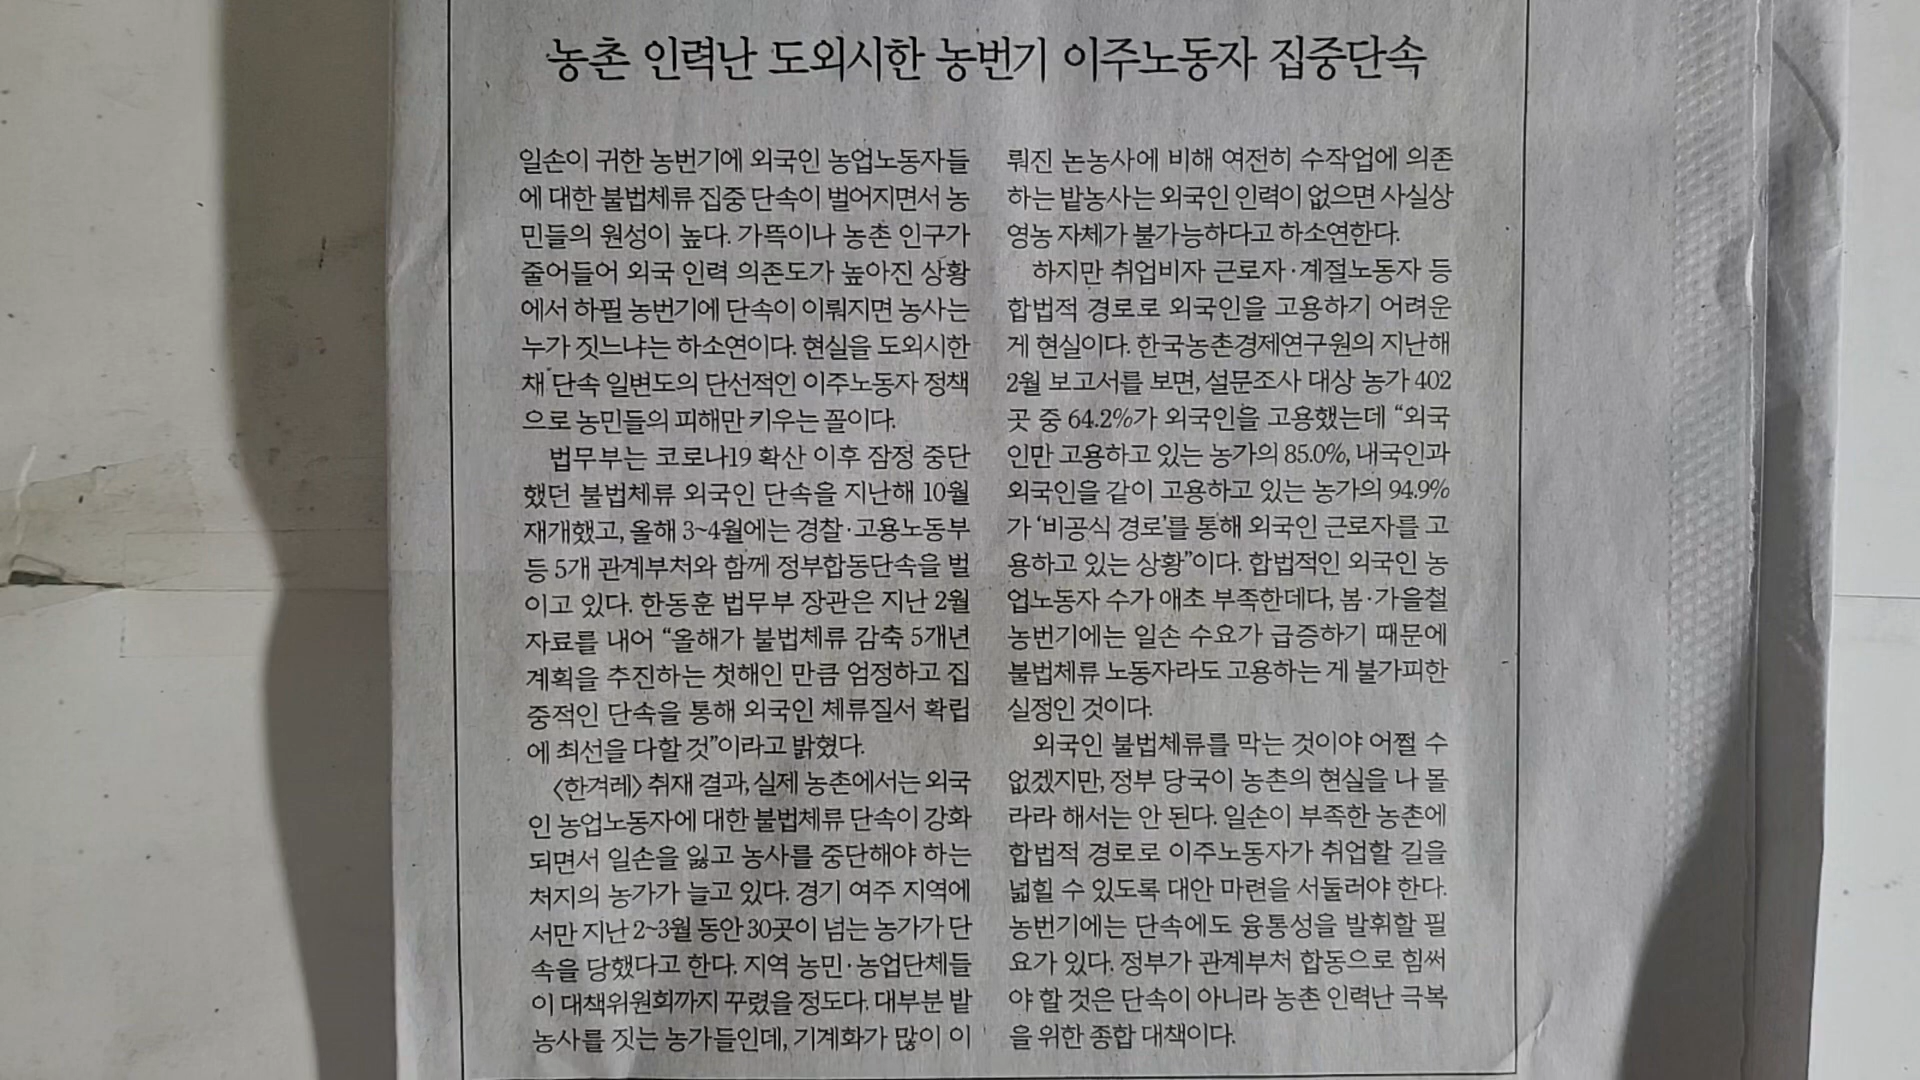 농촌 인력난 도외시한 농번기 이주노동자 집중단속
일손이 귀한 농번기에 외국인 농업노동자들
에 대한 불법체류 집중 단속이 벌어지면서 농
민들의 원성이 높다. 가뜩이나 농촌 인구가
줄어들어 외국 인력 의존도가 높아진 상황
에서 하필 농번기에 단속이 이뤄지면 농사는
누가 짓느냐는 하소연이다. 현실을 도외시한
채 단속 일변도의 단선적인 이주노동자 정책
으로 농민들의 피해만 키우는 꼴이다.
법무부는 코로나19 확산 이후 잠정 중단
했던 불법체류 외국인 단속을 지난해 10월
재개했고, 올해 3~4월에는 경찰·고용노동부
등 5개 관계부처와 함께 정부합동단속을 벌
이고 있다. 한동훈 법무부 장관은 지난 2월
자료를 내어 “올해가 불법체류 감축 5개년
계획을 추진하는 첫해인 만큼 엄정하고 집
중적인 단속을 통해 외국인 체류질서 확립
에 최선을 다할 것”이라고 밝혔다.
〈한겨레〉 취재 결과, 실제 농촌에서는 외국
인 농업노동자에 대한 불법체류 단속이 강화
되면서 일손을 잃고 농사를 중단해야 하는
처지의 농가가 늘고 있다. 경기 여주 지역에
서만 지난 2~3월 동안 30곳이 넘는 농가가 단
속을 당했다고 한다. 지역 농민·농업단체들
이 대책위원회까지 꾸렸을 정도다. 대부분 밭
농사를 짓는 농가들인데, 기계화가 많이 이
뤄진 논농사에 비해 여전히 수작업에 의존
하는 밭농사는 외국인 인력이 없으면 사실상
영농 자체가 불가능하다고 하소연한다.
하지만 취업비자 근로자·계절노동자 등
합법적 경로로 외국인을 고용하기 어려운
게 현실이다. 한국농촌경제연구원의 지난해
2월 보고서를 보면, 설문조사 대상 농가 402
곳 중 64.2%가 외국인을 고용했는데 “외국
인만 고용하고 있는 농가의 85.0%, 내국인과
외국인을 같이 고용하고 있는 농가의 94.9%
가 ‘비공식 경로’를 통해 외국인 근로자를 고
용하고 있는 상황”이다. 합법적인 외국인 농
업노동자 수가 애초 부족한데다, 봄·가을철
농번기에는 일손 수요가 급증하기 때문에
불법체류 노동자라도 고용하는 게 불가피한
실정인 것이다.
외국인 불법체류를 막는 것이야 어쩔 수
없겠지만, 정부 당국이 농촌의 현실을 나 몰
라라 해서는 안 된다. 일손이 부족한 농촌에
합법적 경로로 이주노동자가 취업할 길을
넓힐 수 있도록 대안 마련을 서둘러야 한다.
농번기에는 단속에도 융통성을 발휘할 필
요가 있다. 정부가 관계부처 합동으로 힘써
야 할 것은 단속이 아니라 농촌 인력난 극복
을 위한 종합 대책이다.